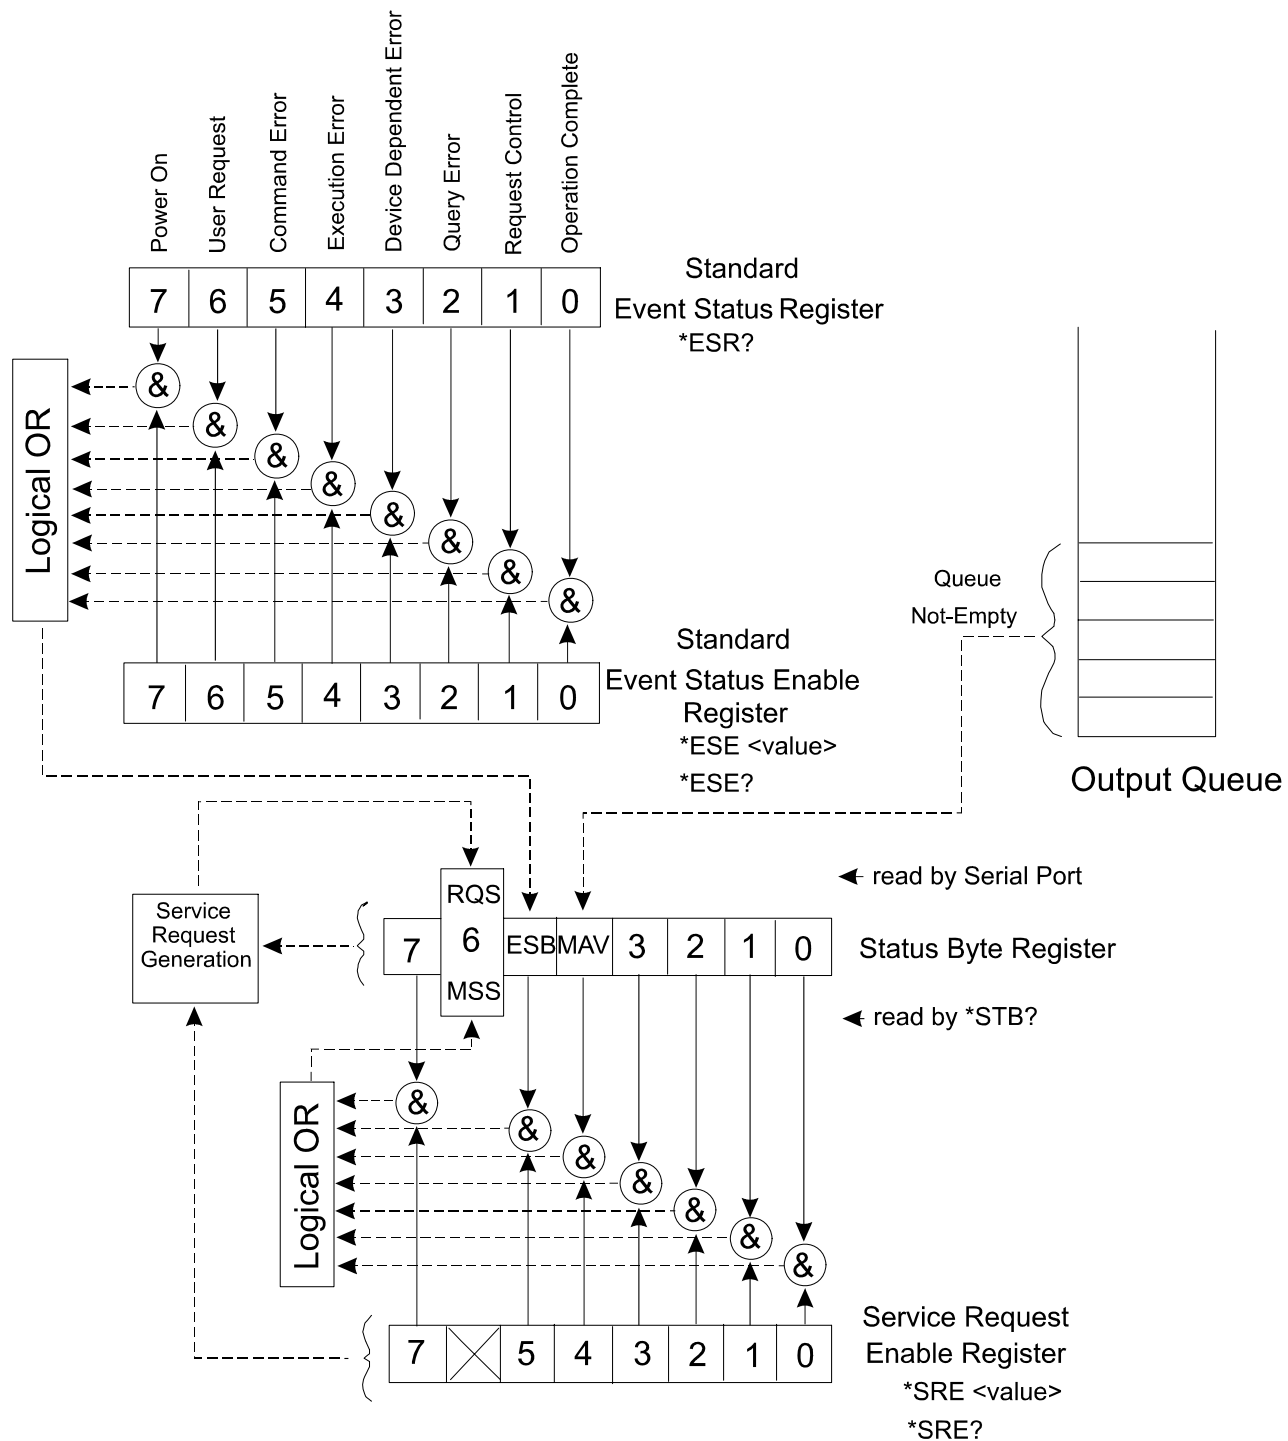 Power On
User Request
Command Error
Execution Error
Device Dependent Error
Query Error
Request Control
Operation Complete
7 6 5 4 3 2 1 0
Standard
Event Status Register
*ESR?
Logical OR
&
&
&
&
&
&
&
&
Queue
Not-Empty
Output Queue
Standard
Event Status Enable
Register
*ESE <value>
*ESE?
7 6 5 4 3 2 1 0
Service
Request
Generation
RQS
7 6 ESB MAV 3 2 1 0
MSS
read by Serial Port
Status Byte Register
read by *STB?
Logical OR
&
&
&
&
&
&
&
7 5 4 3 2 1 0
Service Request
Enable Register
*SRE <value>
*SRE?